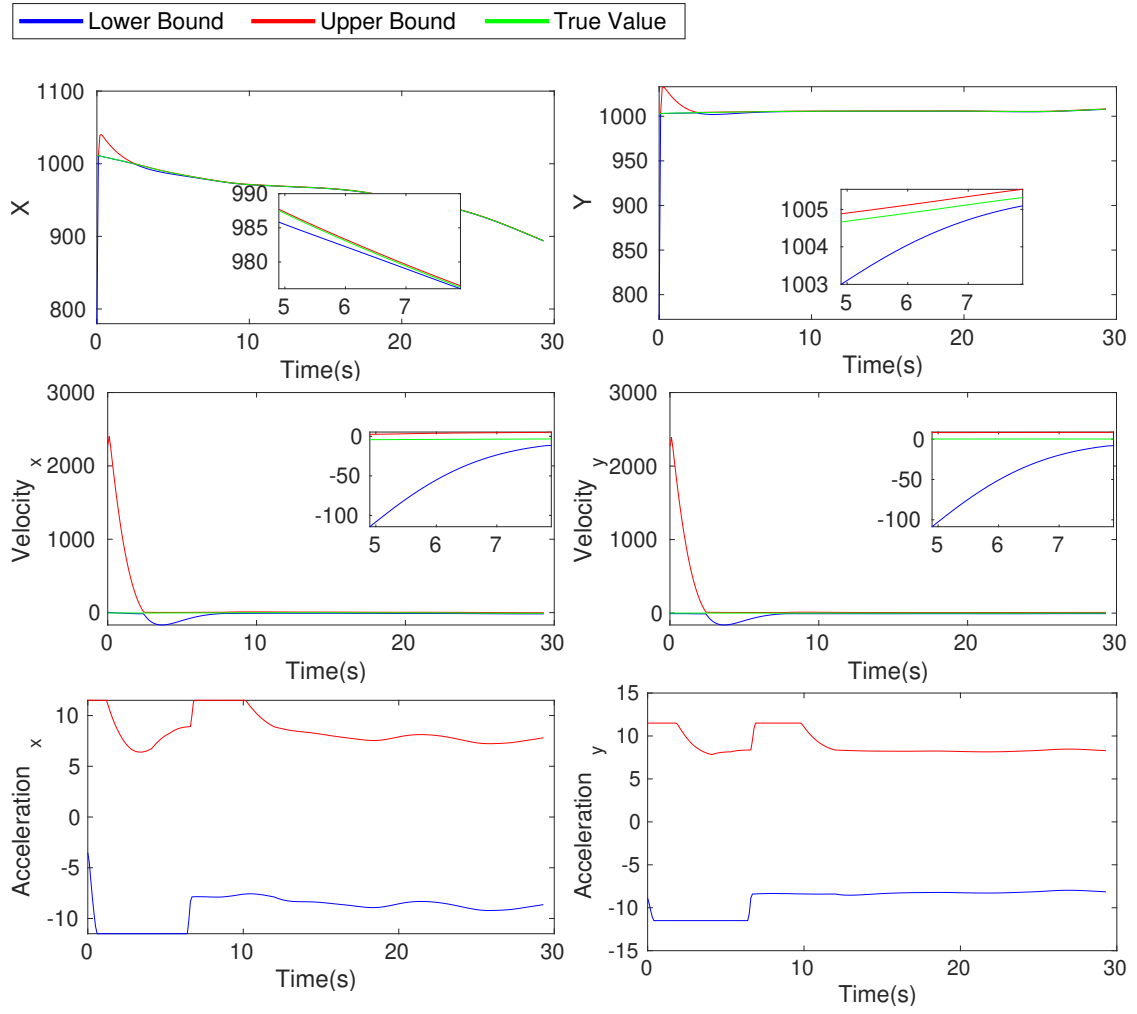 Lower Bound Upper Bound True Value
1100
1000
900
800
X
990
985
980
5 6 7
0 10 20 30
Time(s)
1000
950
900
850
800
Y
1005
1004
1003
5 6 7
0 10 20 30
Time(s)
3000
2000
1000
0
Velocity x
0
-50
-100
5 6 7
0 10 20 30
Time(s)
3000
2000
1000
0
Velocity y
0
-50
-100
5 6 7
0 10 20 30
Time(s)
10
5
0
-5
-10
Acceleration x
0 10 20 30
Time(s)
15
10
5
0
-5
-10
-15
Acceleration y
0 10 20 30
Time(s)